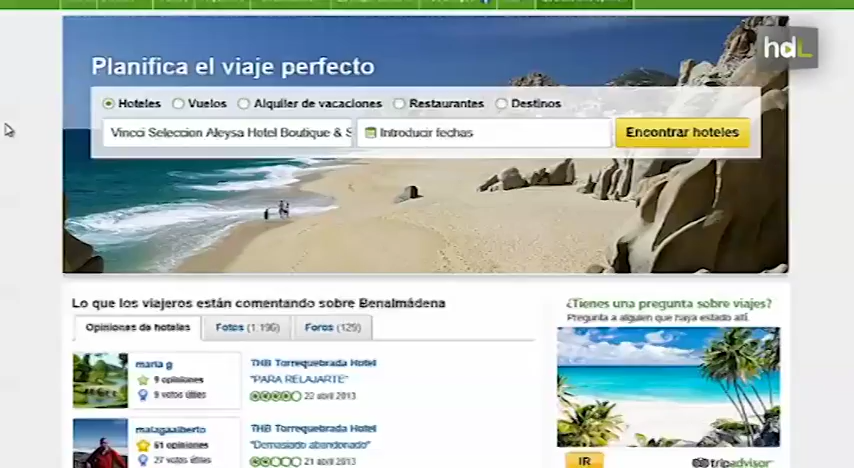 hdL
Planifica el viaje perfecto
Hoteles Vuelos Alquiler de vacaciones Restaurantes Destinos
Vincci Seleccion Aleysa Hotel Boutique & S Introducir fechas Encontrar hoteles
Lo que los viajeros están comentando sobre Benalmádena
Opiniones de hoteles Fotos (1.196) Foros (129)
maria g
9 opiniones
9 votos útiles
THB Torrequebrada Hotel
"PARA RELAJARTE"
22 abril 2013
malagaalberto
61 opiniones
27 votos útiles
THB Torrequebrada Hotel
"Demasiado abandonado"
21 abril 2013
¿Tienes una pregunta sobre viajes?
Pregunta a alguien que haya estado allí.
IR
tripadvisor